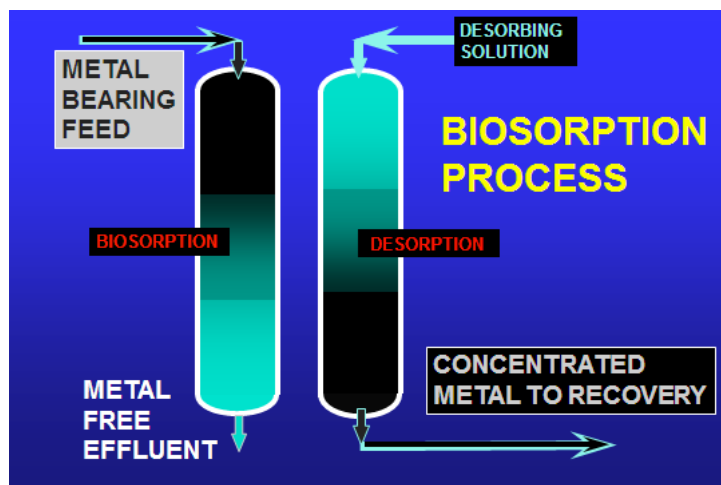 METAL
BEARING
FEED
DESORBING
SOLUTION
BIOSORPTION
PROCESS
BIOSORPTION
DESORPTION
METAL
FREE
EFFLUENT
CONCENTRATED
METAL TO RECOVERY